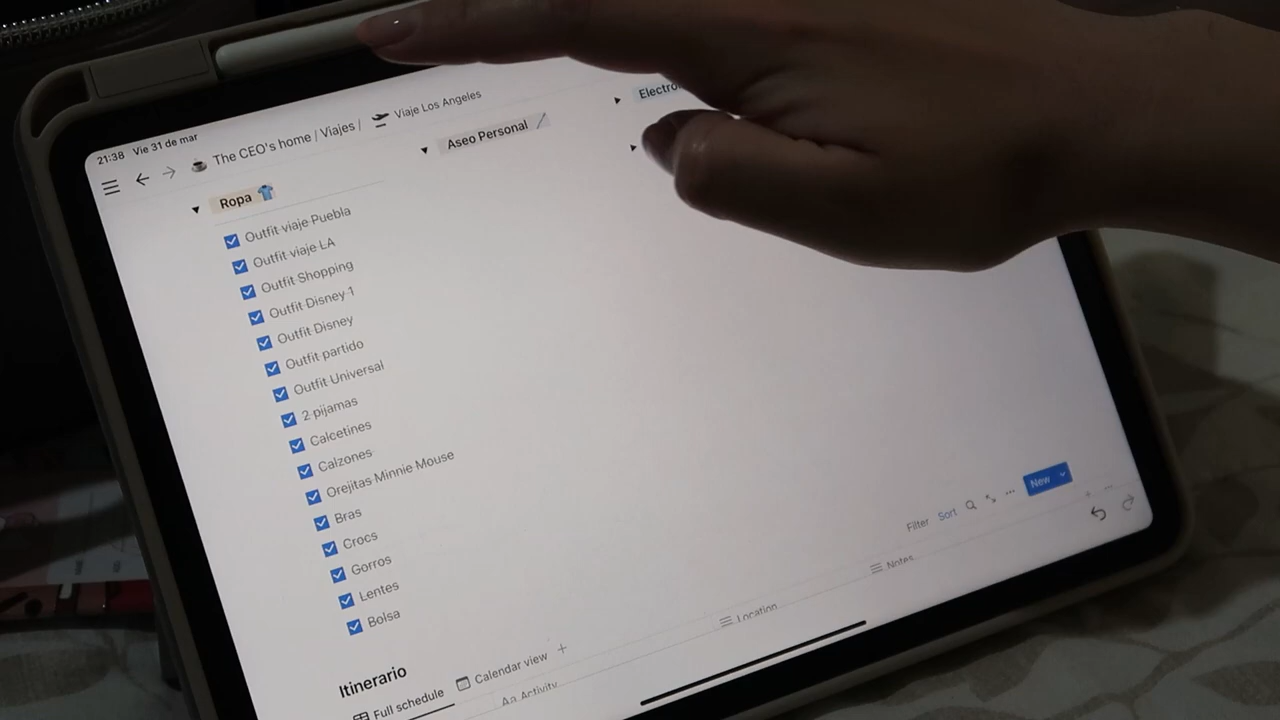 21:38 Vie 31 de mar
The CEO's home / Viajes / Viaje Los Angeles
Ropa
Outfit viaje Puebla
Outfit viaje LA
Outfit Shopping
Outfit Disney 1
Outfit Disney
Outfit partido
Outfit Universal
2 pijamas
Calcetines
Calzones
Orejitas Minnie Mouse
Bras
Crocs
Gorros
Lentes
Bolsa
Aseo Personal
Itinerario
Full schedule
Calendar view
Filter
Sort
New
Aa Activity
Location
Notes